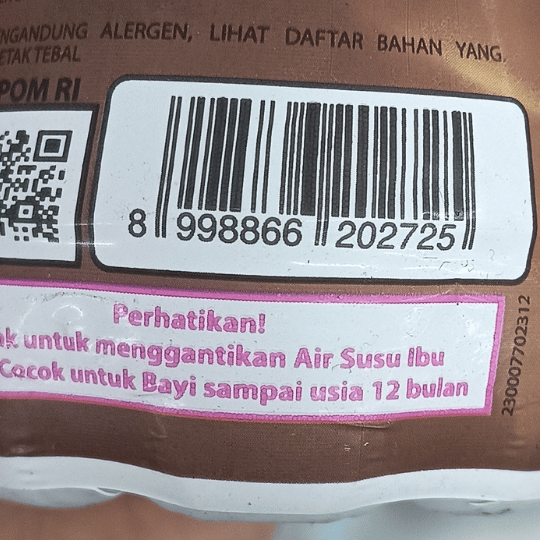 NGANDUNG ALERGEN, LIHAT DAFTAR BAHAN YANG
ETAK TEBAL
POM RI
8 998866 202725
Perhatikan!
ak untuk menggantikan Air Susu Ibu
Cocok untuk Bayi sampai usia 12 bulan
230007702312